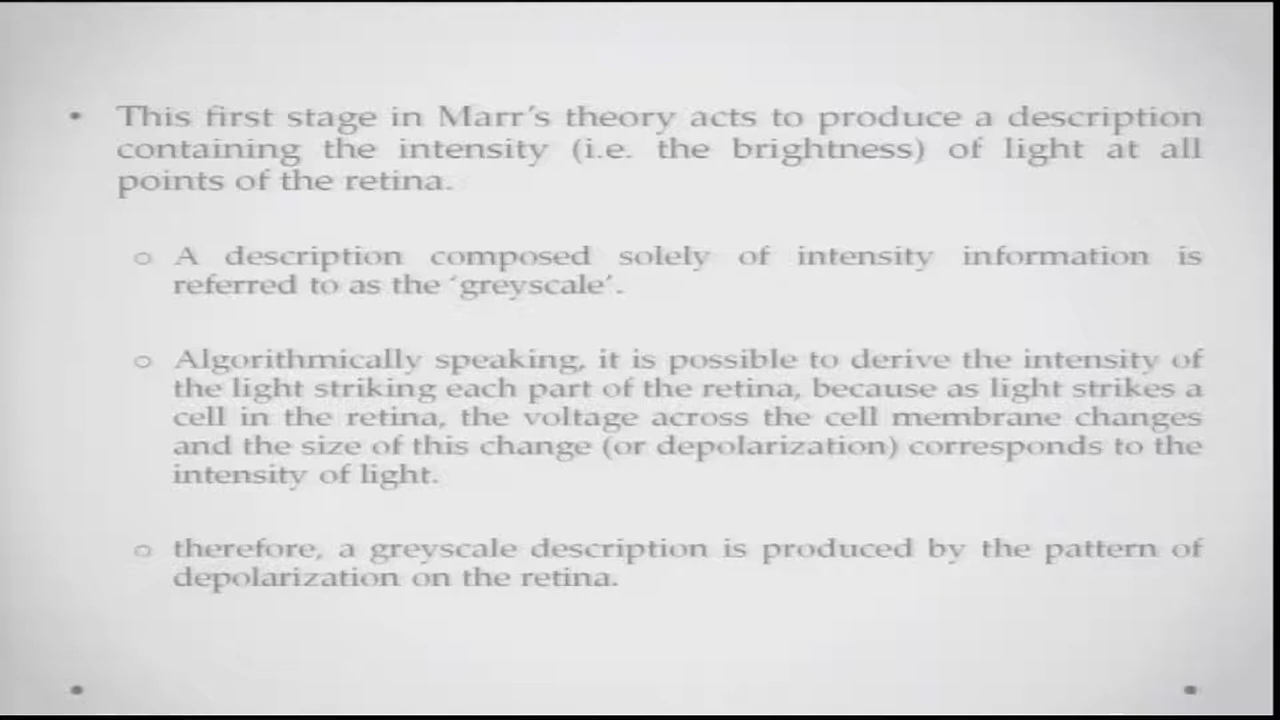 • This first stage in Marr's theory acts to produce a description
containing the intensity (i.e. the brightness) of light at all
points of the retina.
o A description composed solely of intensity information is
referred to as the 'greyscale'.
o Algorithmically speaking, it is possible to derive the intensity of
the light striking each part of the retina, because as light strikes a
cell in the retina, the voltage across the cell membrane changes
and the size of this change (or depolarization) corresponds to the
intensity of light.
o therefore, a greyscale description is produced by the pattern of
depolarization on the retina.